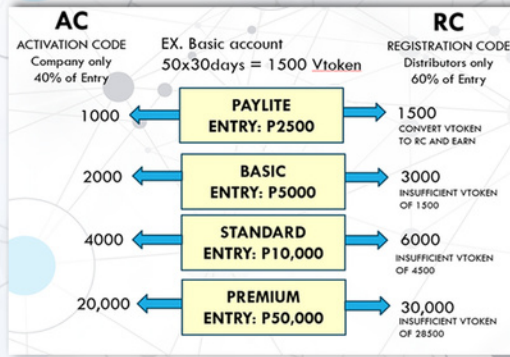 AC
ACTIVATION CODE
Company only
40% of Entry
EX. Basic account
50x30days = 1500 Vtoken
RC
REGISTRATION CODE
Distributors only
60% of Entry
1000
PAYLITE
ENTRY: P2500
1500
CONVERT VTOKEN
TO RC AND EARN
2000
BASIC
ENTRY: P5000
3000
INSUFFICIENT VTOKEN
OF 1500
4000
STANDARD
ENTRY: P10,000
6000
INSUFFICIENT VTOKEN
OF 4500
20,000
PREMIUM
ENTRY: P50,000
30,000
INSUFFICIENT VTOKEN
OF 28500